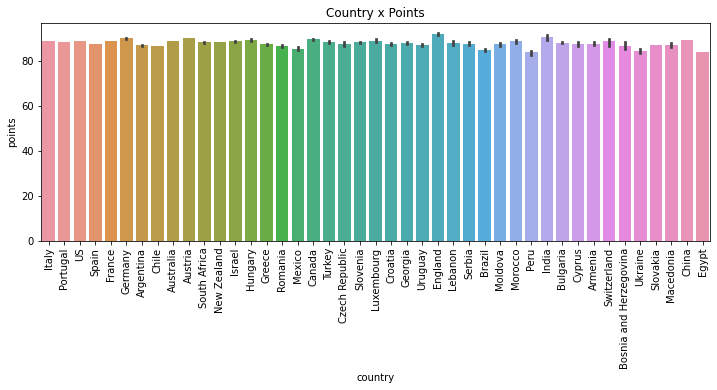 Country x Points
points
80
60
40
20
0
Italy
Portugal
US
Spain
France
Germany
Argentina
Chile
Australia
Austria
South Africa
New Zealand
Israel
Hungary
Greece
Romania
Mexico
Canada
Turkey
Czech Republic
Slovenia
Luxembourg
Croatia
Georgia
Uruguay
England
Lebanon
Serbia
Brazil
Moldova
Morocco
Peru
India
Bulgaria
Cyprus
Armenia
Switzerland
Bosnia and Herzegovina
Ukraine
Slovakia
Macedonia
China
Egypt
country